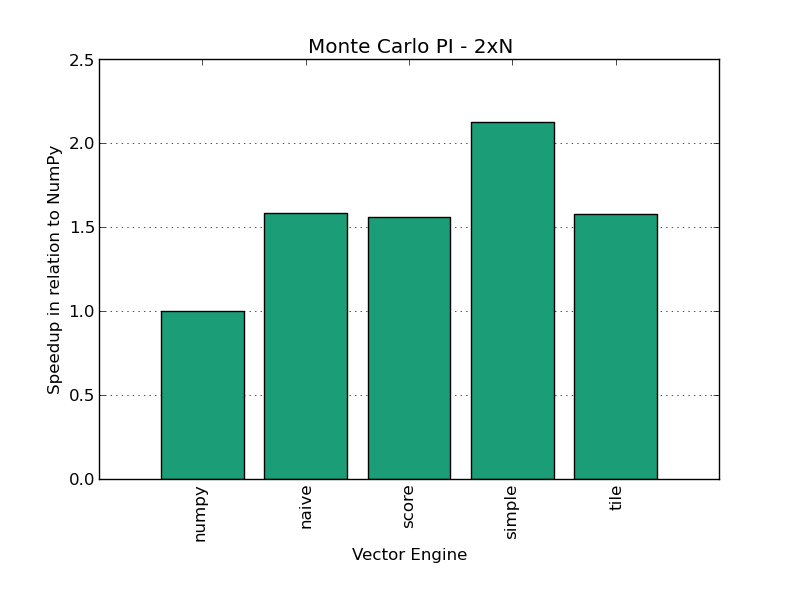 Monte Carlo PI - 2xN
Speedup in relation to NumPy
2.5
2.0
1.5
1.0
0.5
0.0
numpy
naive
score
simple
tile
Vector Engine